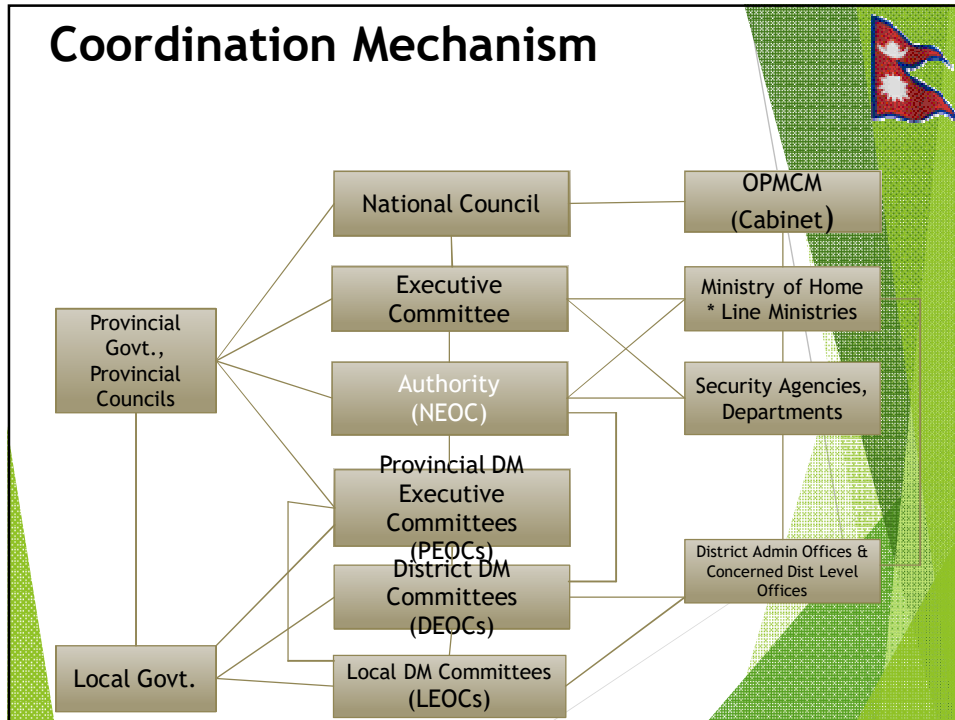 Coordination Mechanism
National Council
OPMCM
(Cabinet)
Executive
Committee
Ministry of Home
* Line Ministries
Provincial
Govt.,
Provincial
Councils
Authority
(NEOC)
Security Agencies,
Departments
Provincial DM
Executive
Committees
(PEOCs)
District DM
Committees
(DEOCs)
District Admin Offices &
Concerned Dist Level
Offices
Local Govt.
Local DM Committees
(LEOCs)